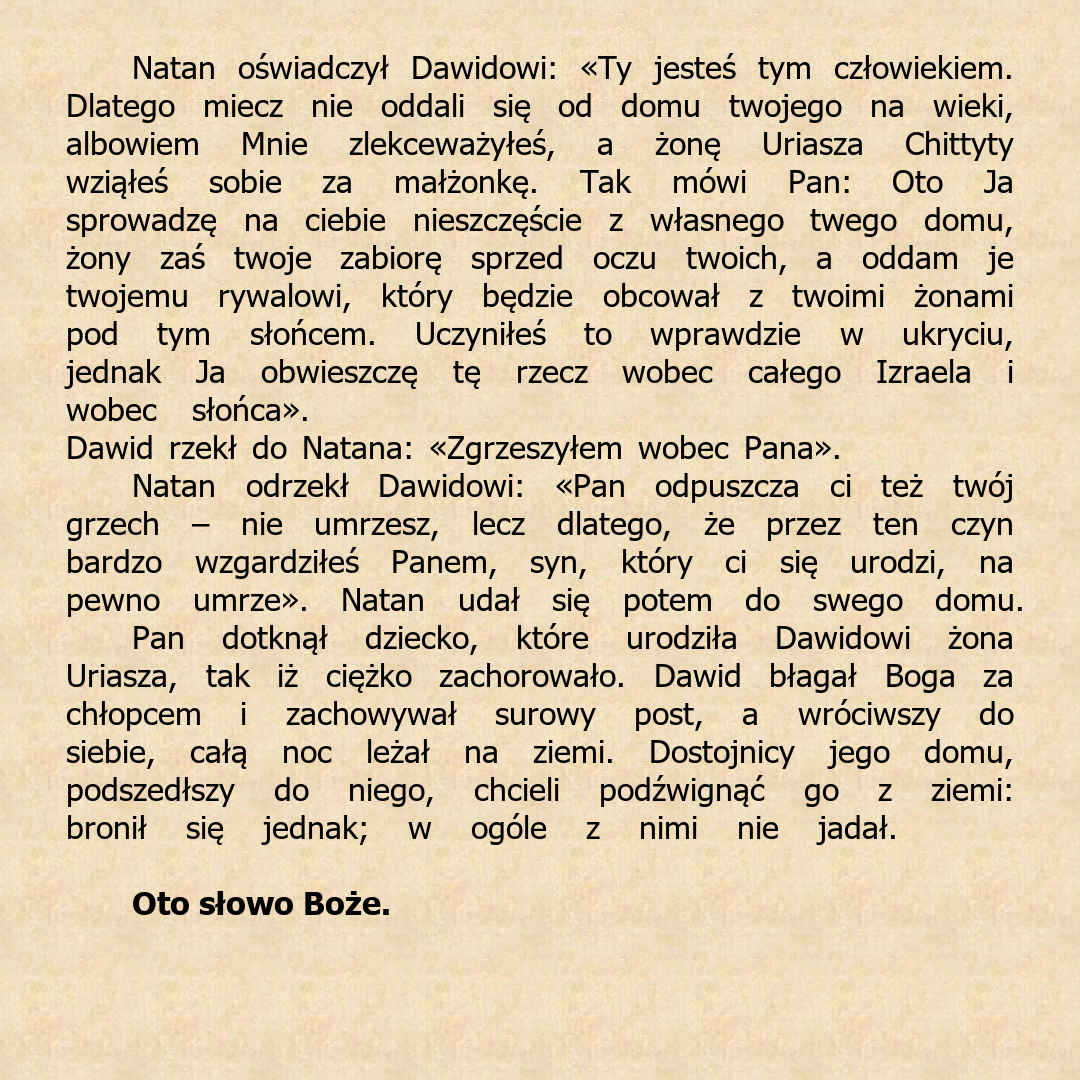 Natan oświadczył Dawidowi: «Ty jesteś tym człowiekiem.
Dlatego miecz nie oddali się od domu twojego na wieki,
albowiem Mnie zlekceważyłeś, a żonę Uriasza Chittyty
wziąłeś sobie za małżonkę. Tak mówi Pan: Oto Ja
sprowadzę na ciebie nieszczęście z własnego twego domu,
żony zaś twoje zabiorę sprzed oczu twoich, a oddam je
twojemu rywalowi, który będzie obcował z twoimi żonami
pod tym słońcem. Uczyniłeś to wprawdzie w ukryciu,
jednak Ja obwieszczę tę rzecz wobec całego Izraela i
wobec słońca».
Dawid rzekł do Natana: «Zgrzeszyłem wobec Pana».
Natan odrzekł Dawidowi: «Pan odpuszcza ci też twój
grzech – nie umrzesz, lecz dlatego, że przez ten czyn
bardzo wzgardziłeś Panem, syn, który ci się urodzi, na
pewno umrze». Natan udał się potem do swego domu.
Pan dotknął dziecko, które urodziła Dawidowi żona
Uriasza, tak iż ciężko zachorowało. Dawid błagał Boga za
chłopcem i zachowywał surowy post, a wróciwszy do
siebie, całą noc leżał na ziemi. Dostojnicy jego domu,
podszedłszy do niego, chcieli podźwignąć go z ziemi:
bronił się jednak; w ogóle z nimi nie jadał.
Oto słowo Boże.